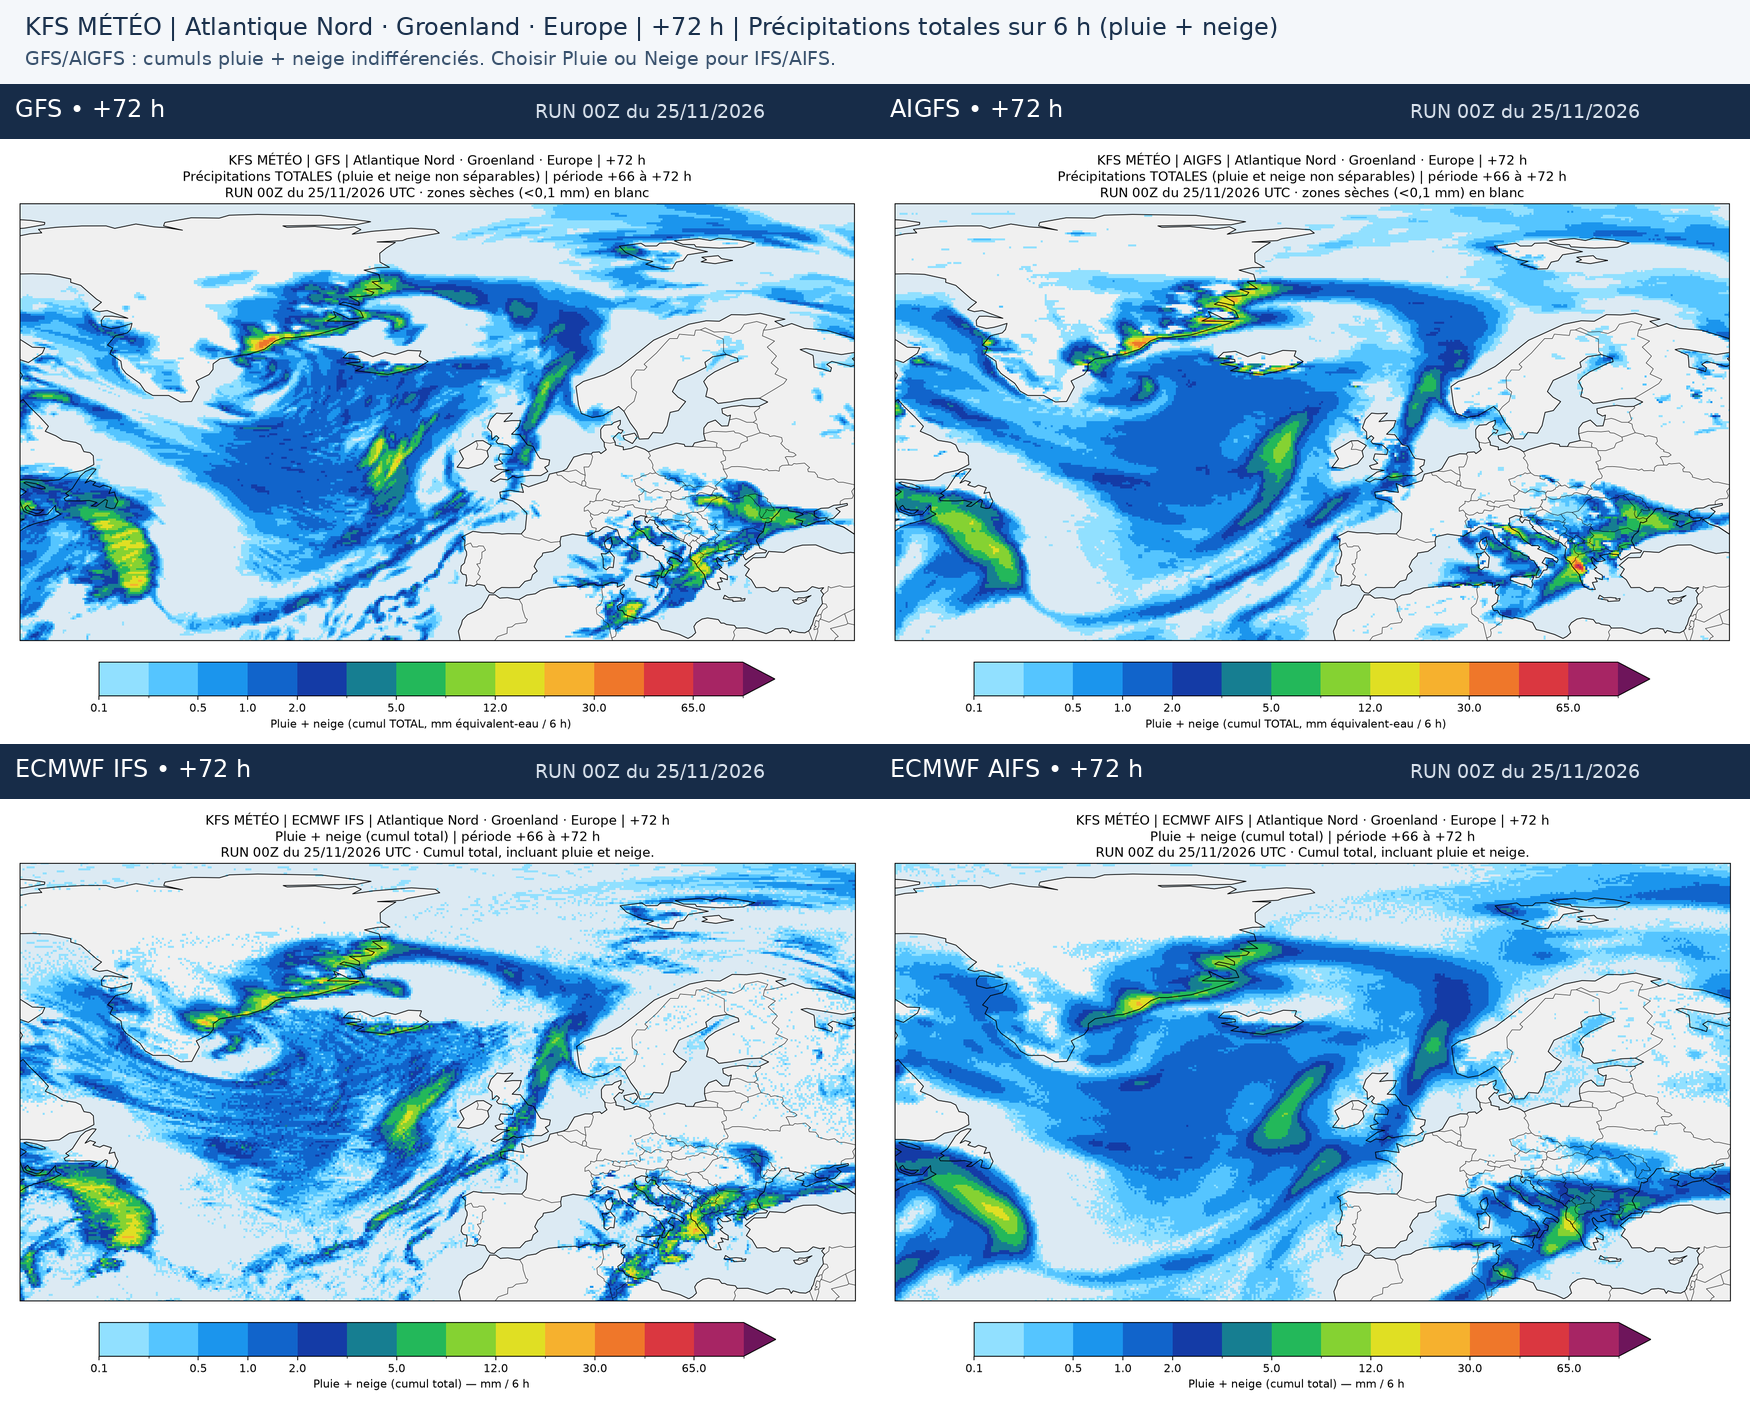 KFS MÉTÉO | Atlantique Nord · Groenland · Europe | +72 h | Précipitations totales sur 6 h (pluie + neige)
GFS/AIGFS : cumuls pluie + neige indifférenciés. Choisir Pluie ou Neige pour IFS/AIFS.
GFS • +72 h
RUN 00Z du 25/11/2026
KFS MÉTÉO | GFS | Atlantique Nord · Groenland · Europe | +72 h
Précipitations TOTALES (pluie et neige non séparables) | période +66 à +72 h
RUN 00Z du 25/11/2026 UTC · zones sèches (<0,1 mm) en blanc
0.1 0.5 1.0 2.0 5.0 12.0 30.0 65.0
Pluie + neige (cumul TOTAL, mm équivalent-eau / 6 h)
AIGFS • +72 h
RUN 00Z du 25/11/2026
KFS MÉTÉO | AIGFS | Atlantique Nord · Groenland · Europe | +72 h
Précipitations TOTALES (pluie et neige non séparables) | période +66 à +72 h
RUN 00Z du 25/11/2026 UTC · zones sèches (<0,1 mm) en blanc
0.1 0.5 1.0 2.0 5.0 12.0 30.0 65.0
Pluie + neige (cumul TOTAL, mm équivalent-eau / 6 h)
ECMWF IFS • +72 h
RUN 00Z du 25/11/2026
KFS MÉTÉO | ECMWF IFS | Atlantique Nord · Groenland · Europe | +72 h
Pluie + neige (cumul total) | période +66 à +72 h
RUN 00Z du 25/11/2026 UTC · Cumul total, incluant pluie et neige.
0.1 0.5 1.0 2.0 5.0 12.0 30.0 65.0
Pluie + neige (cumul total) — mm / 6 h
ECMWF AIFS • +72 h
RUN 00Z du 25/11/2026
KFS MÉTÉO | ECMWF AIFS | Atlantique Nord · Groenland · Europe | +72 h
Pluie + neige (cumul total) | période +66 à +72 h
RUN 00Z du 25/11/2026 UTC · Cumul total, incluant pluie et neige.
0.1 0.5 1.0 2.0 5.0 12.0 30.0 65.0
Pluie + neige (cumul total) — mm / 6 h